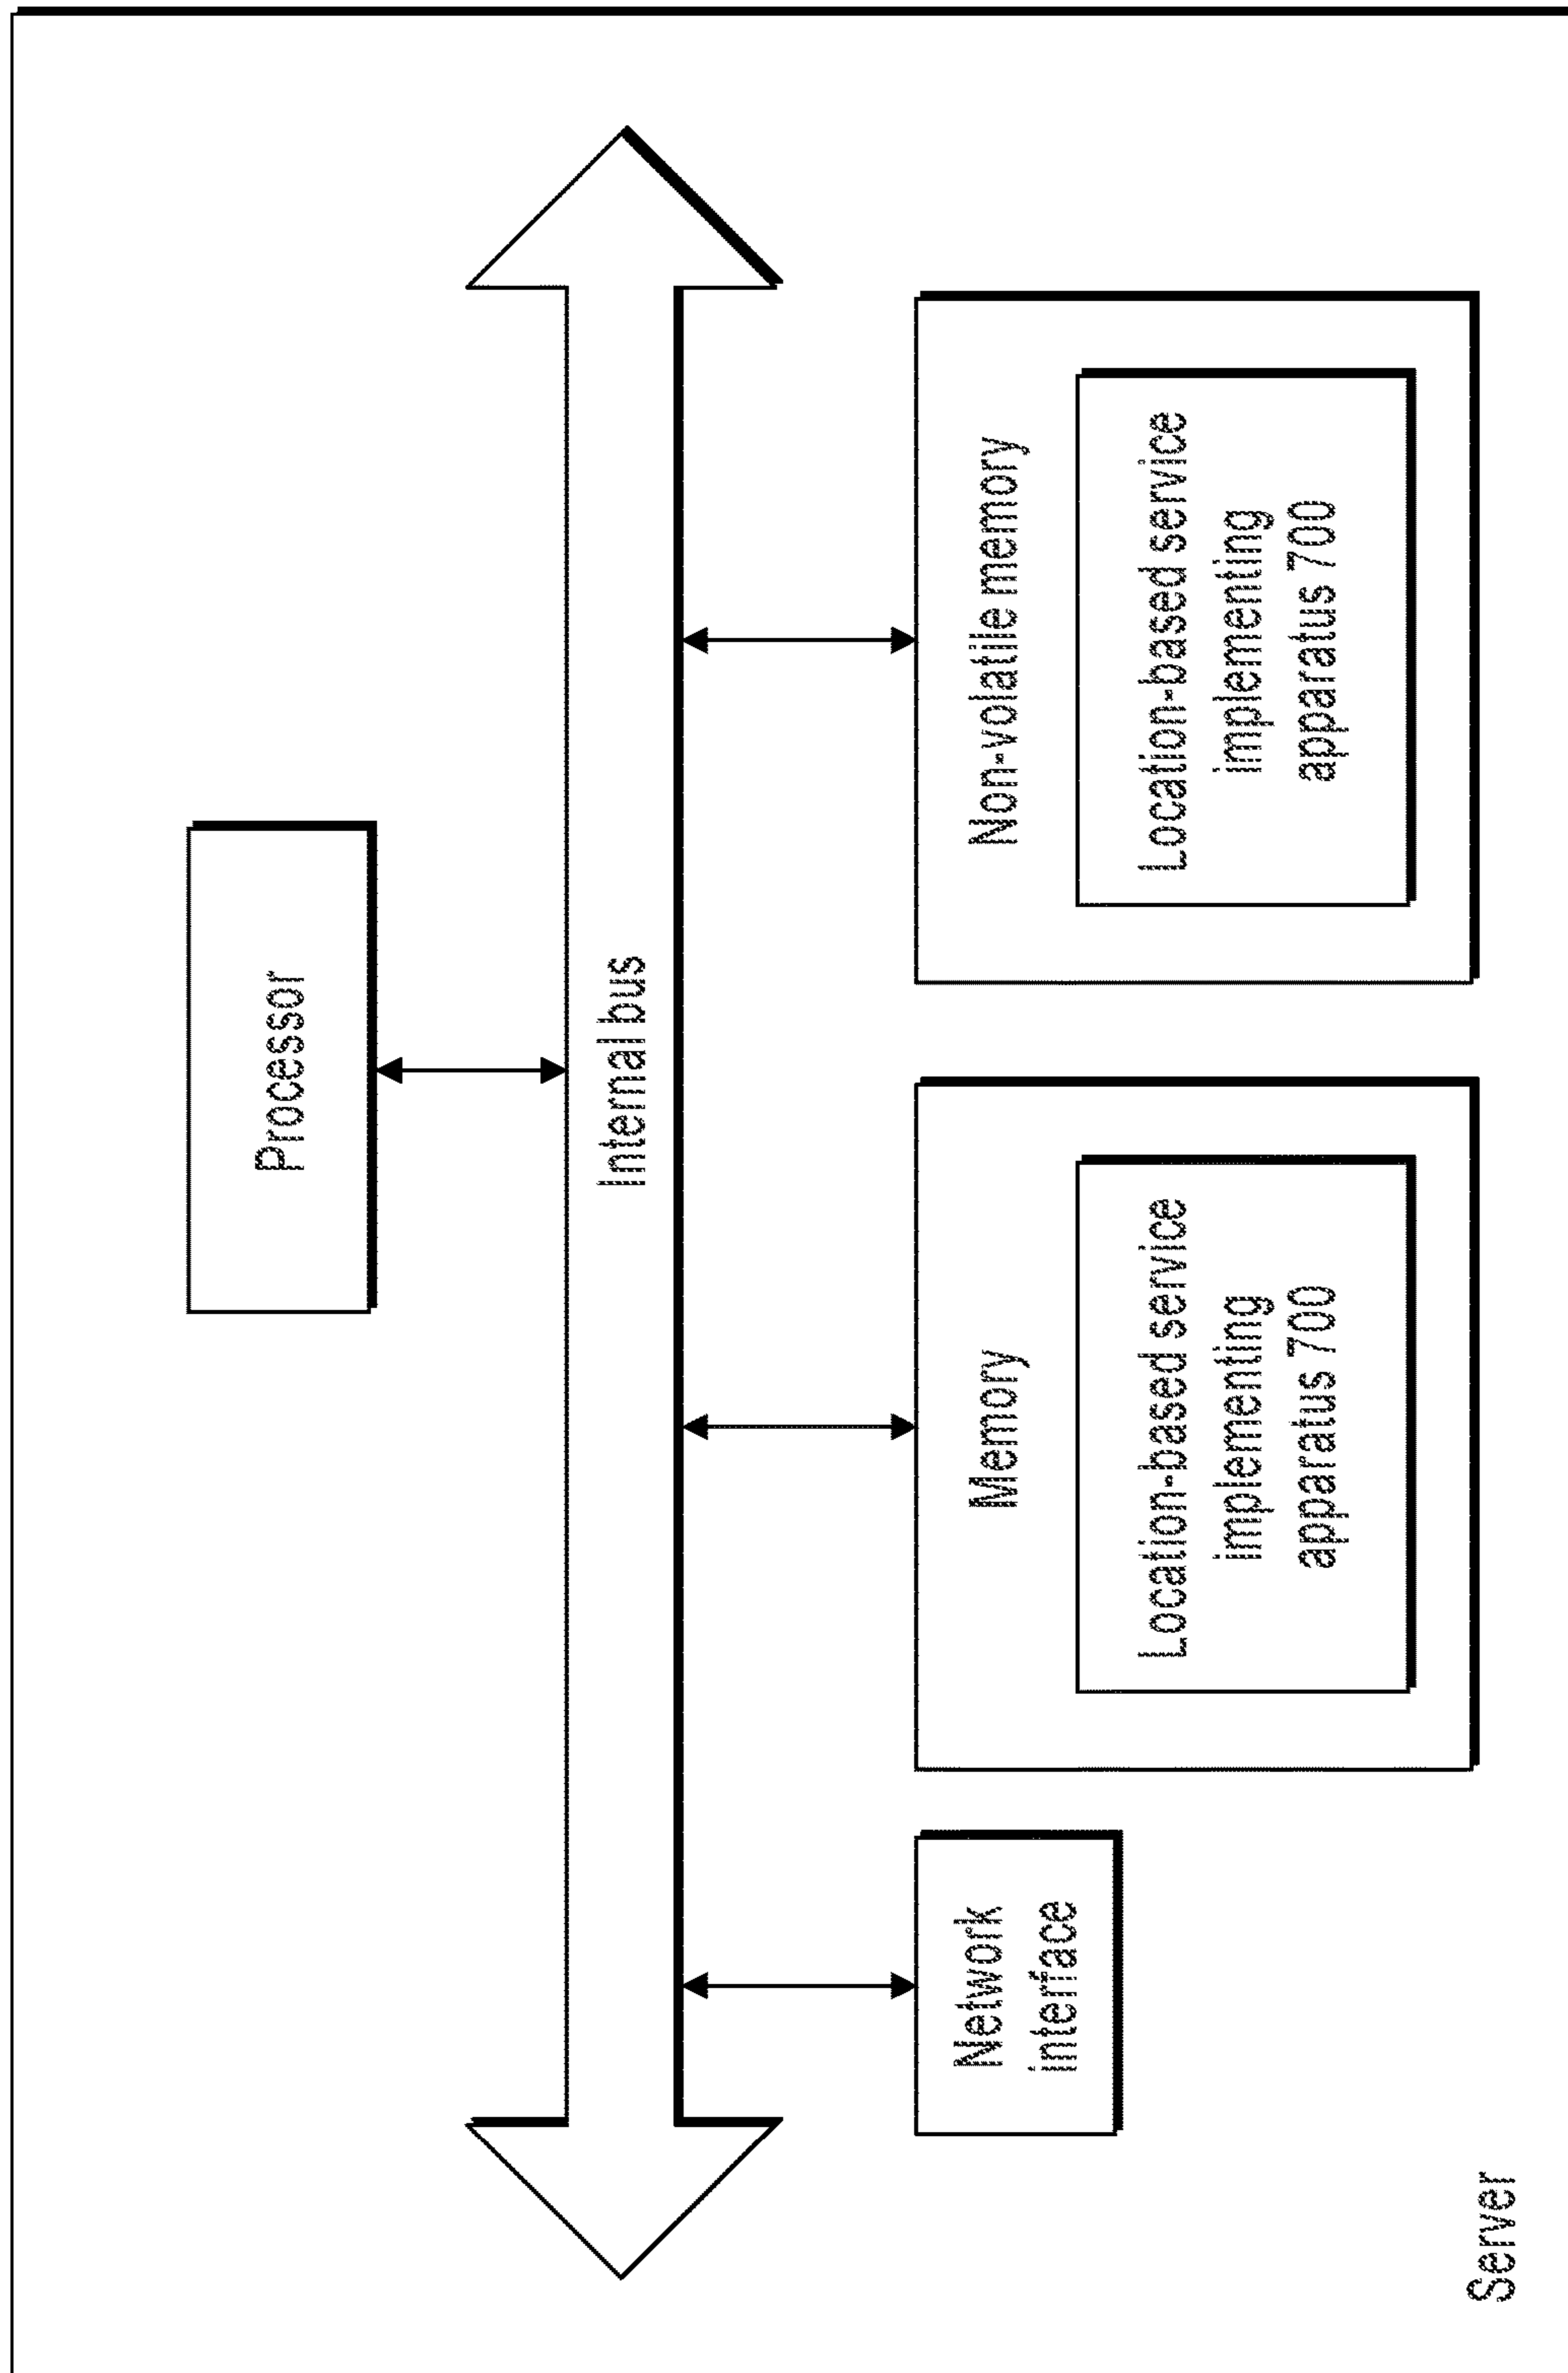 Processor
Internal bus
Network
interface
Memory
Location-based service
implementing
apparatus 700
Non-volatile memory
Location-based service
implementing
apparatus 700
Server